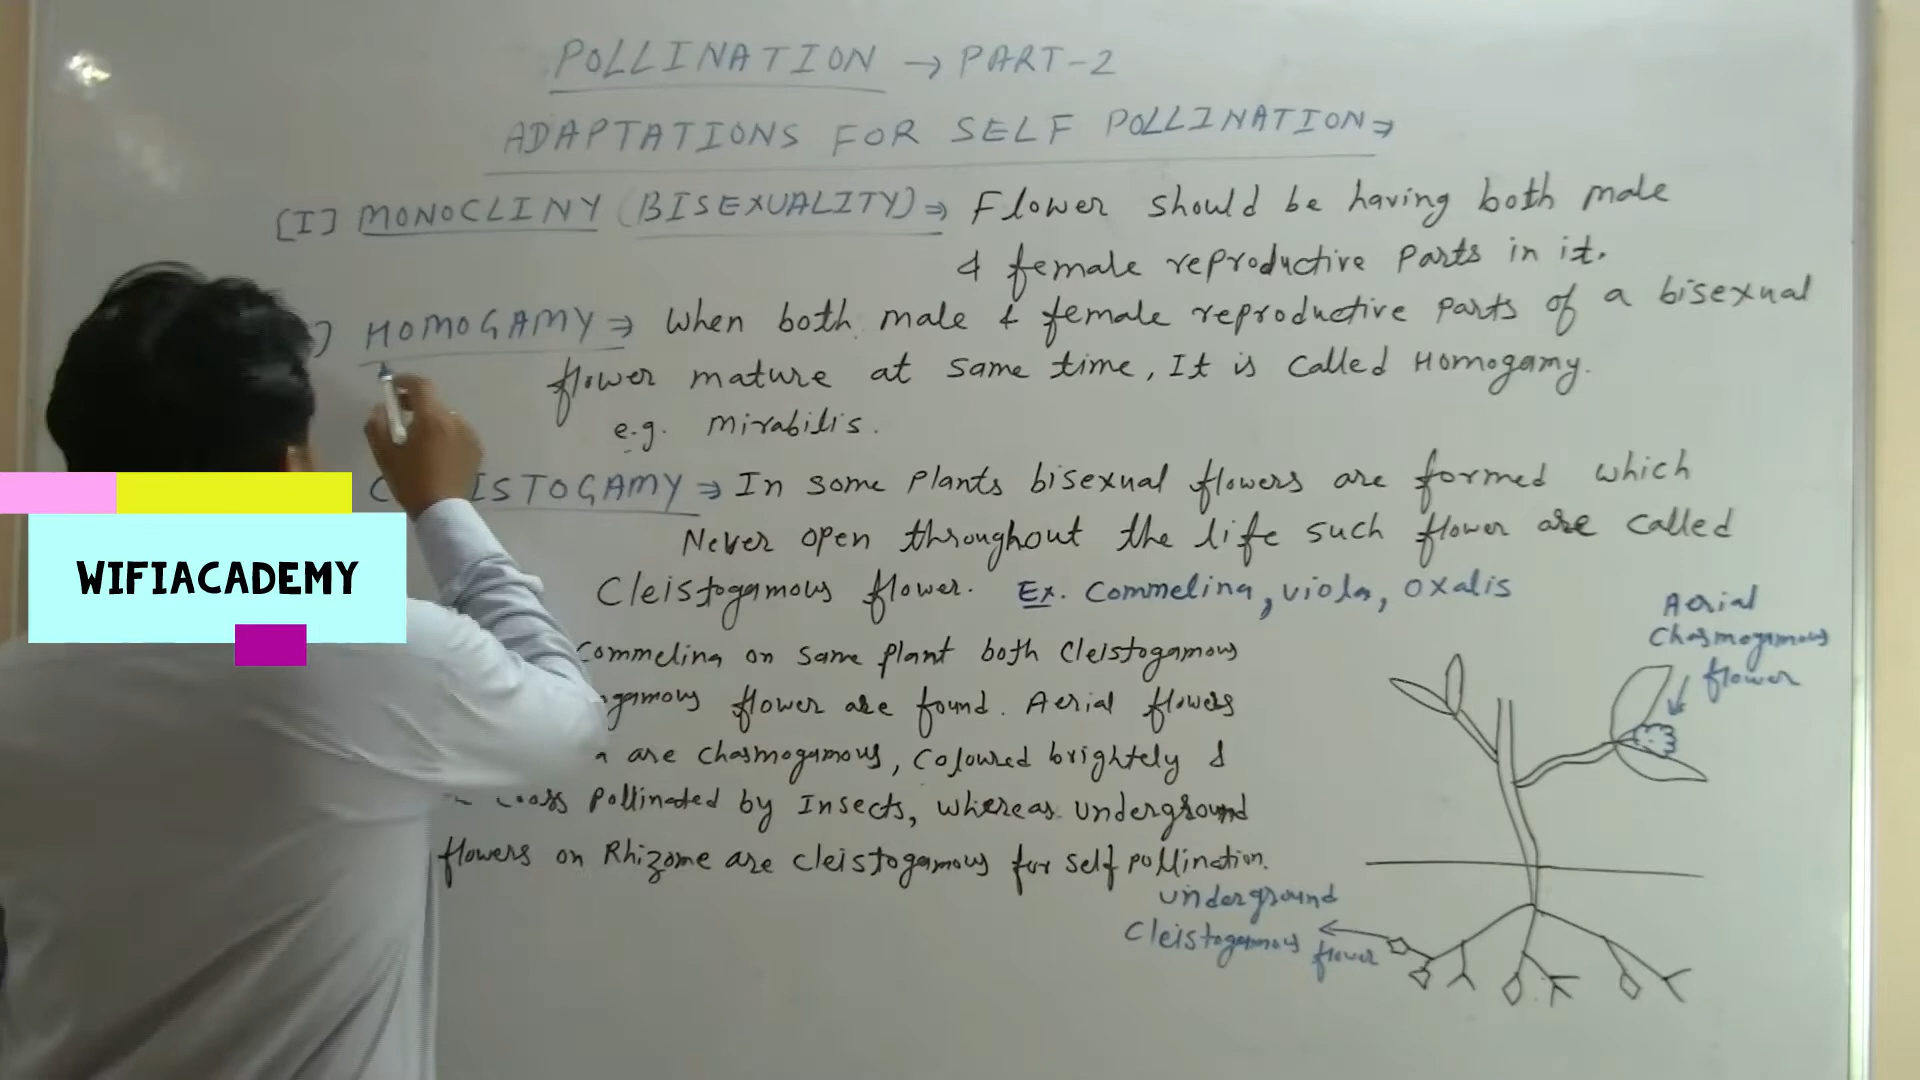 POLLINATION → PART-2
ADAPTATIONS FOR SELF POLLINATION⇒
[I] MONOCLINY (BISEXUALITY)⇒ Flower should be having both male
& female reproductive parts in it.
] HOMOGAMY ⇒ When both male & female reproductive parts of a bisexual
flower mature at same time, It is called Homogamy.
e.g. Mirabilis.
C ISTOGAMY ⇒ In some plants bisexual flowers are formed which
Never open throughout the life such flower are called
Cleistogamous flower. Ex. Commelina, viola, oxalis
WIFIACADEMY
Commelina on same plant both Cleistogamous
gamous flower are found. Aerial flowers
are chasmogamous, Coloured brightely &
pollinated by Insects, whereas underground
flowers on Rhizome are cleistogamous for self pollination.
Aerial
Chasmogamous
flower
underground
Cleistogamous flower